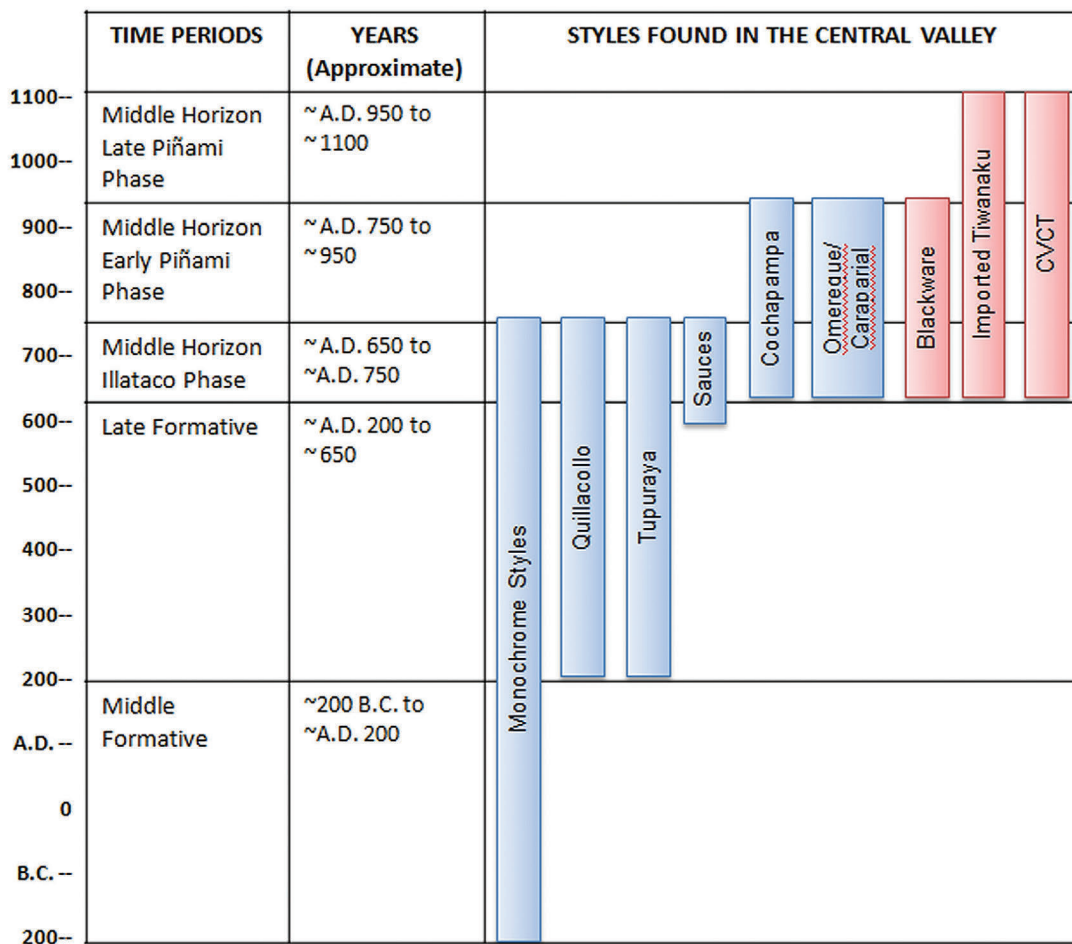 TIME PERIODS
YEARS
(Approximate)
STYLES FOUND IN THE CENTRAL VALLEY
1100--
1000--
900--
800--
700--
600--
500--
400--
300--
200--
A.D. --
0
B.C. --
200--
Middle Horizon
Late Piñami
Phase
~A.D. 950 to
~1100
Middle Horizon
Early Piñami
Phase
~A.D. 750 to
~950
Middle Horizon
Illataco Phase
~A.D. 650 to
~A.D. 750
Late Formative
~A.D. 200 to
~650
Middle
Formative
~200 B.C. to
~A.D. 200
Monochrome Styles
Quillacollo
Tupuraya
Sauces
Cochapampa
Omereque/
Caraparial
Blackware
Imported Tiwanaku
CVCT